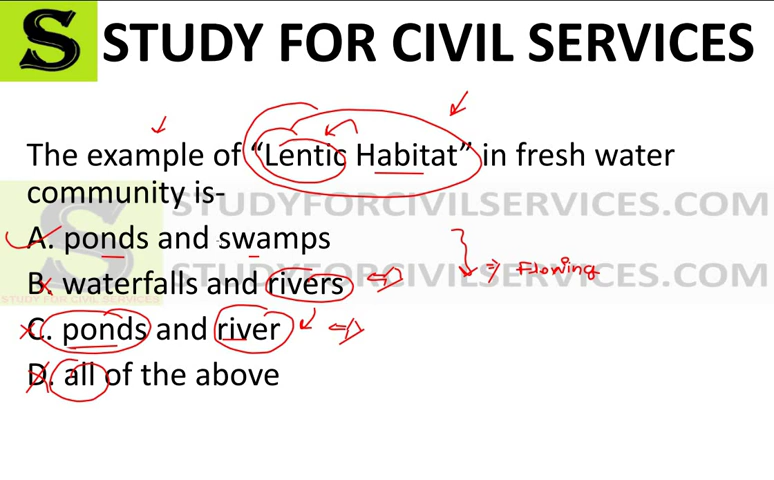 S STUDY FOR CIVIL SERVICES
The example of “Lentic Habitat” in fresh water
community is-
STUDYFORCIVILSERVICES.COM
A. ponds and swamps
B. waterfalls and rivers
⇒ Flowing
STUDYFORCIVILSERVICES.COM
STUDY FOR CIVIL SERVICES
C. ponds and river
D. all of the above